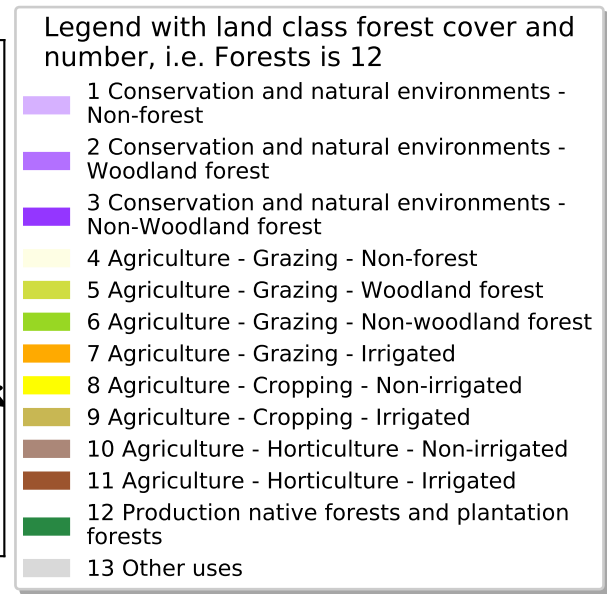 Legend with land class forest cover and
number, i.e. Forests is 12
1 Conservation and natural environments -
Non-forest
2 Conservation and natural environments -
Woodland forest
3 Conservation and natural environments -
Non-Woodland forest
4 Agriculture - Grazing - Non-forest
5 Agriculture - Grazing - Woodland forest
6 Agriculture - Grazing - Non-woodland forest
7 Agriculture - Grazing - Irrigated
8 Agriculture - Cropping - Non-irrigated
9 Agriculture - Cropping - Irrigated
10 Agriculture - Horticulture - Non-irrigated
11 Agriculture - Horticulture - Irrigated
12 Production native forests and plantation
forests
13 Other uses